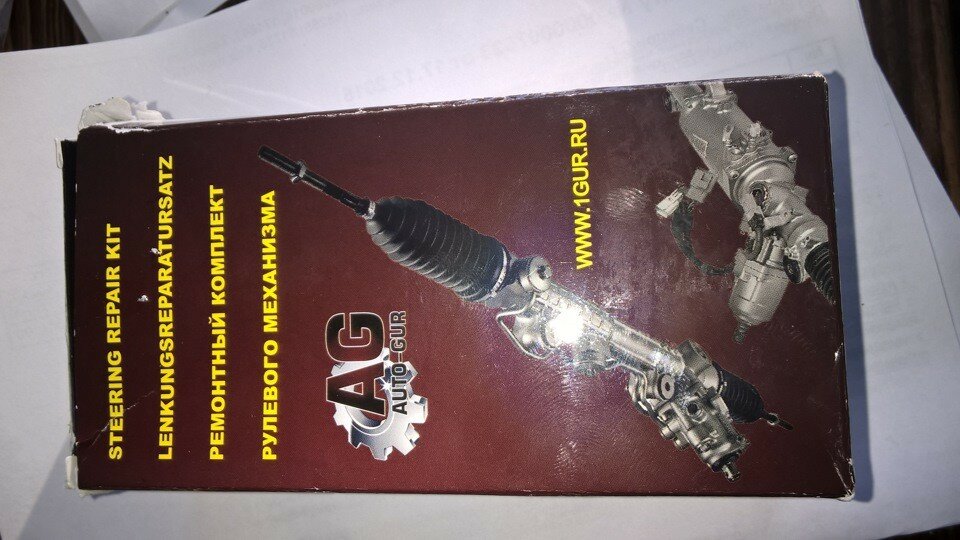 STEERING REPAIR KIT
LENKUNGSREPARATURSATZ
РЕМОНТНЫЙ КОМПЛЕКТ
РУЛЕВОГО МЕХАНИЗМА
AG
AUTO-GUR
WWW.1GUR.RU